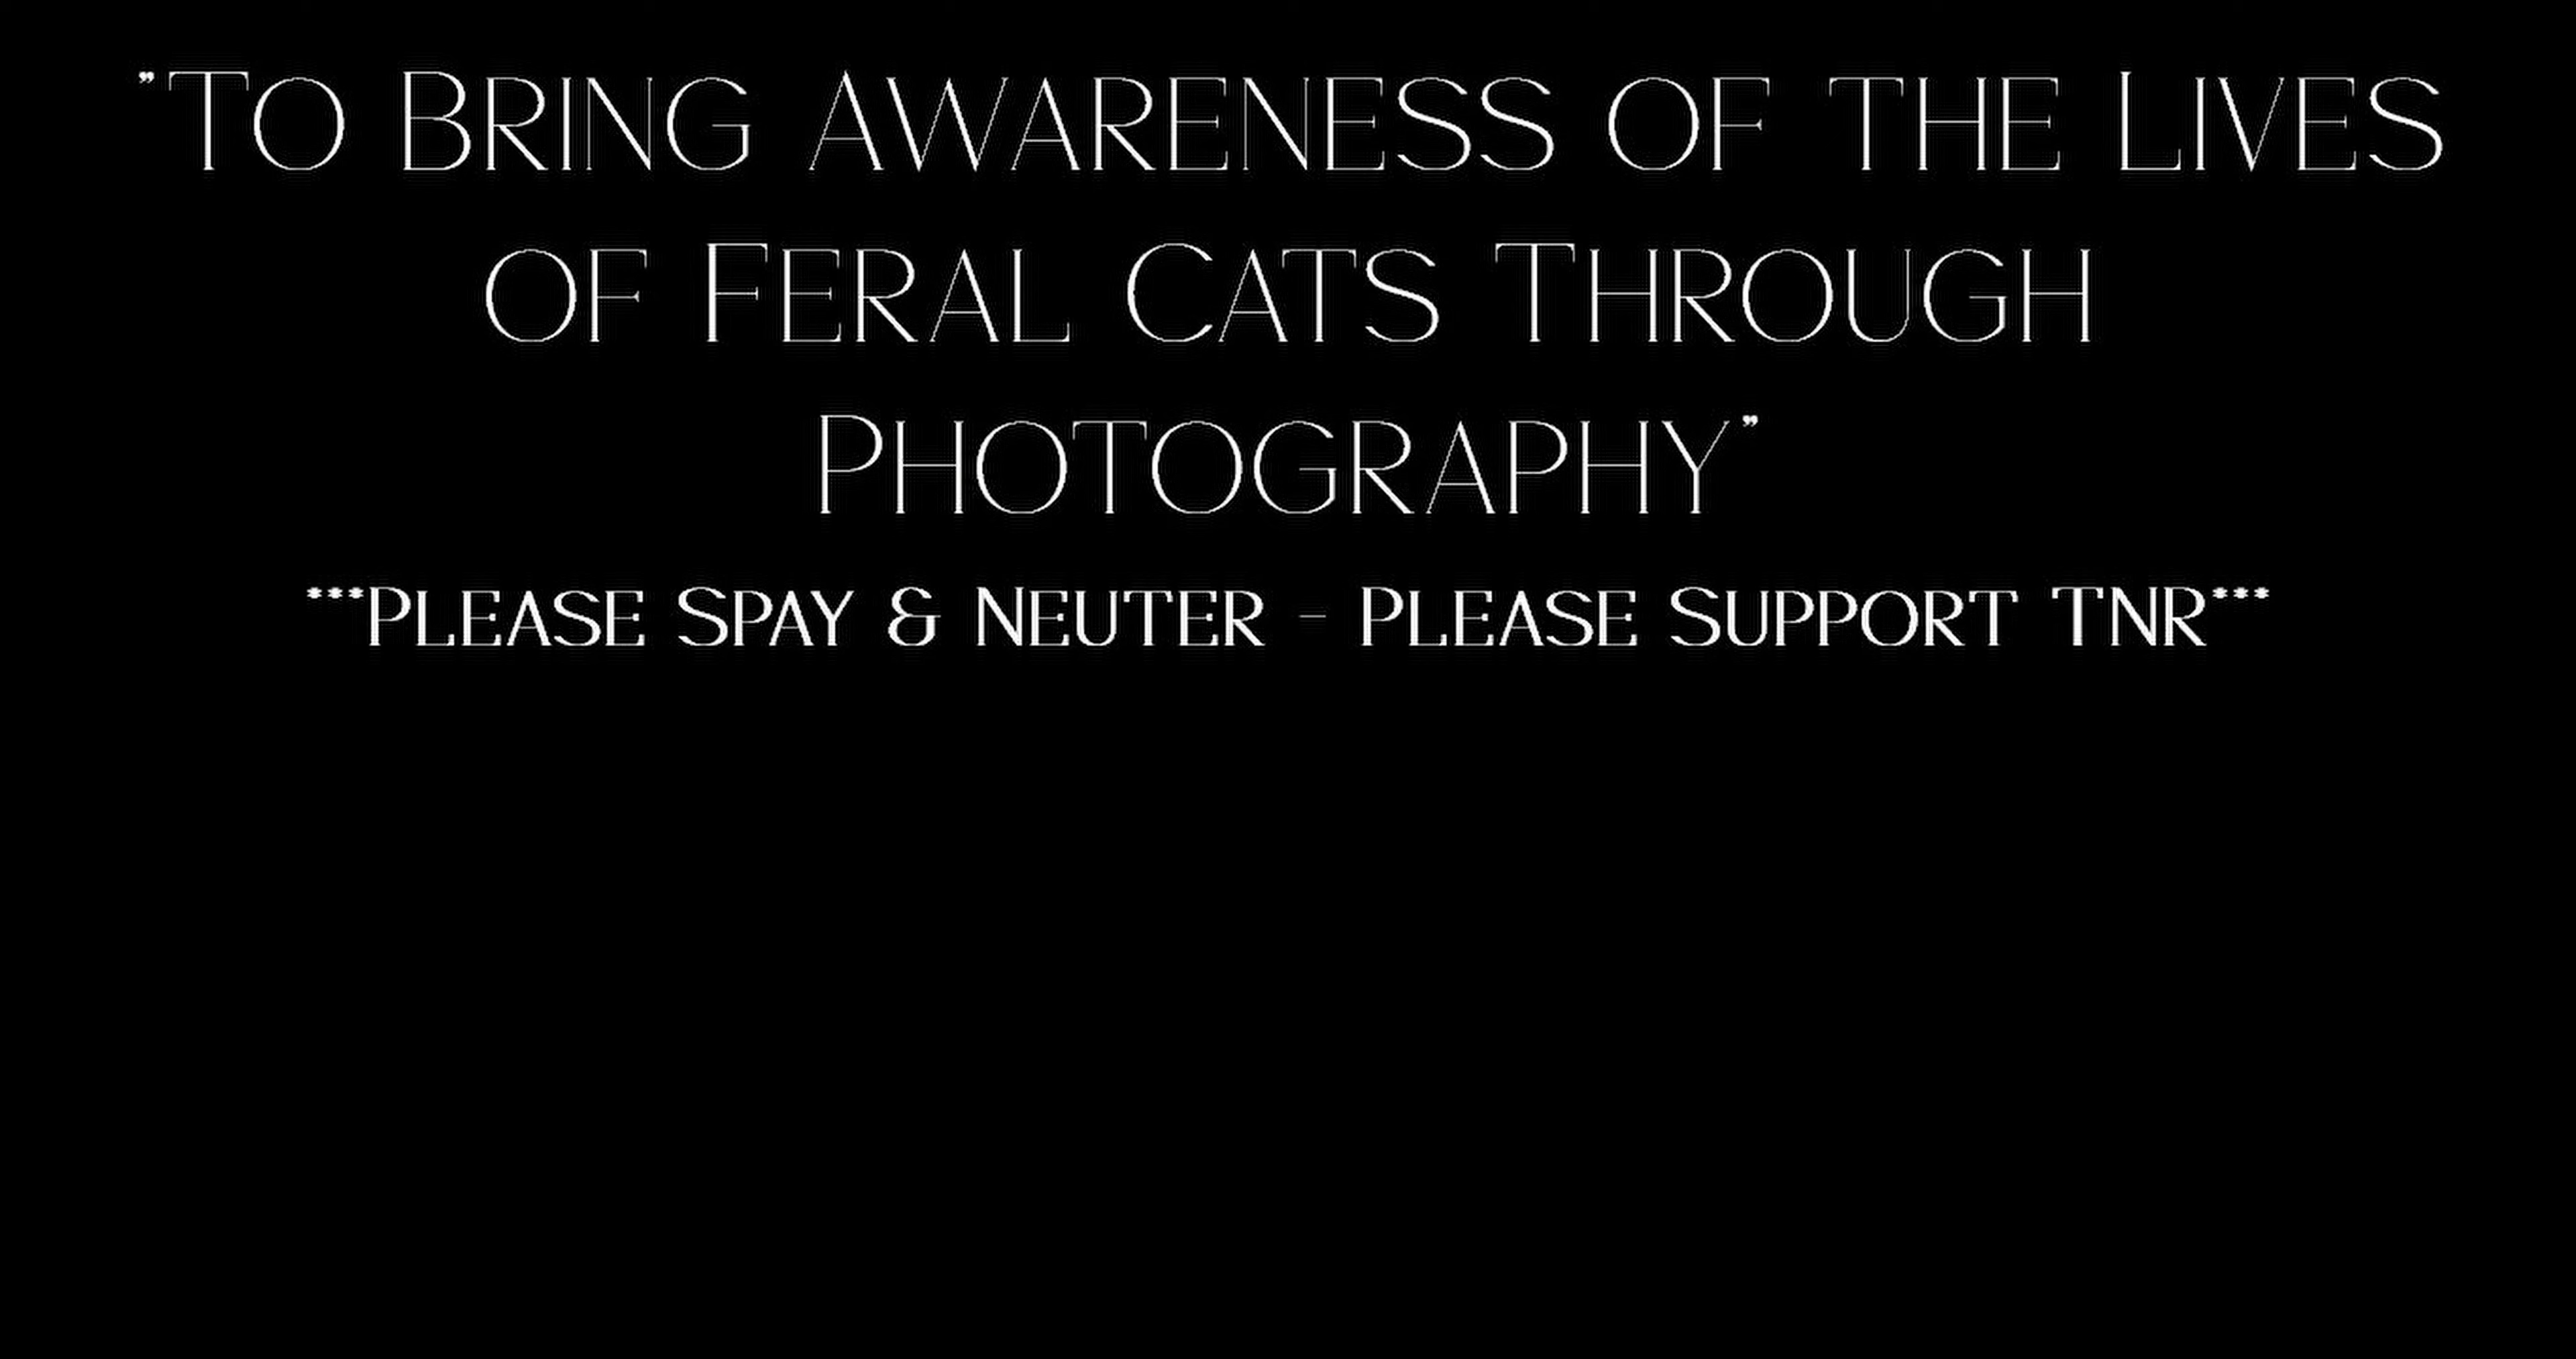 "To Bring Awareness of the Lives
of Feral Cats Through
Photography"
***Please Spay & Neuter - Please Support TNR***